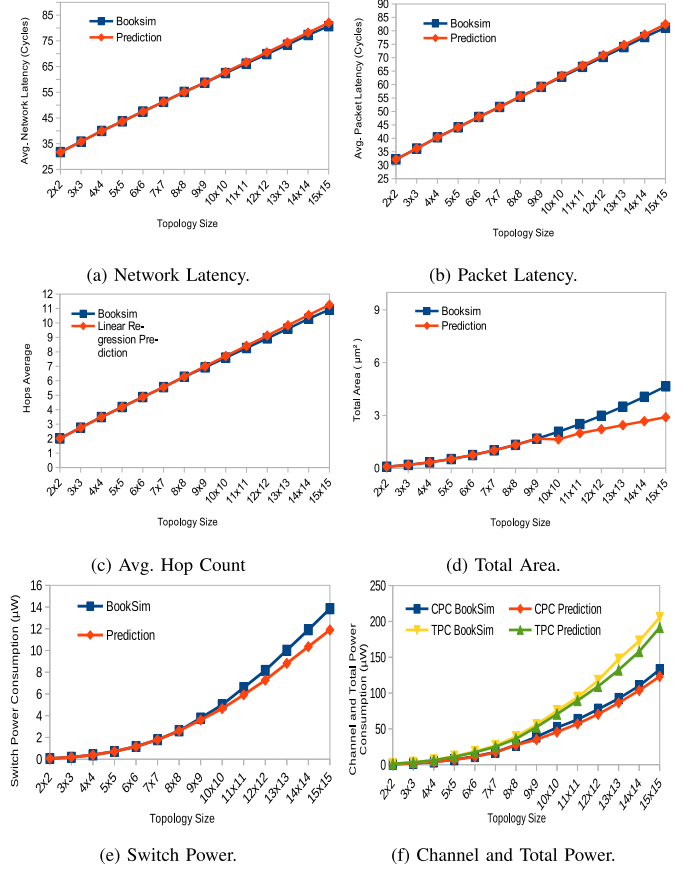 Avg. Network Latency (Cycles)
85
75
65
55
45
35
25
Booksim
Prediction
2x2 3x3 4x4 5x5 6x6 7x7 8x8 9x9 10x10 11x11 12x12 13x13 14x14 15x15
Topology Size
(a) Network Latency.
Avg. Packet Latency (Cycles)
90
85
80
75
70
65
60
55
50
45
40
35
30
25
Booksim
Prediction
2x2 3x3 4x4 5x5 6x6 7x7 8x8 9x9 10x10 11x11 12x12 13x13 14x14 15x15
Topology Size
(b) Packet Latency.
Hops Average
12
11
10
9
8
7
6
5
4
3
2
1
0
Booksim
Linear Re-
gression Pre-
diction
2x2 3x3 4x4 5x5 6x6 7x7 8x8 9x9 10x10 11x11 12x12 13x13 14x14 15x15
Topology Size
(c) Avg. Hop Count
Total Area ( µm² )
9
6
3
0
Booksim
Prediction
2x2 3x3 4x4 5x5 6x6 7x7 8x8 9x9 10x10 11x11 12x12 13x13 14x14 15x15
Topology Size
(d) Total Area.
Switch Power Consumption (µW)
16
14
12
10
8
6
4
2
0
BookSim
Prediction
2x2 3x3 4x4 5x5 6x6 7x7 8x8 9x9 10x10 11x11 12x12 13x13 14x14 15x15
Topology Size
(e) Switch Power.
Channel and Total Power
Consumption (µW)
250
200
150
100
50
0
CPC BookSim CPC Prediction
TPC BookSim TPC Prediction
2x2 3x3 4x4 5x5 6x6 7x7 8x8 9x9 10x10 11x11 12x12 13x13 14x14 15x15
Topology Size
(f) Channel and Total Power.